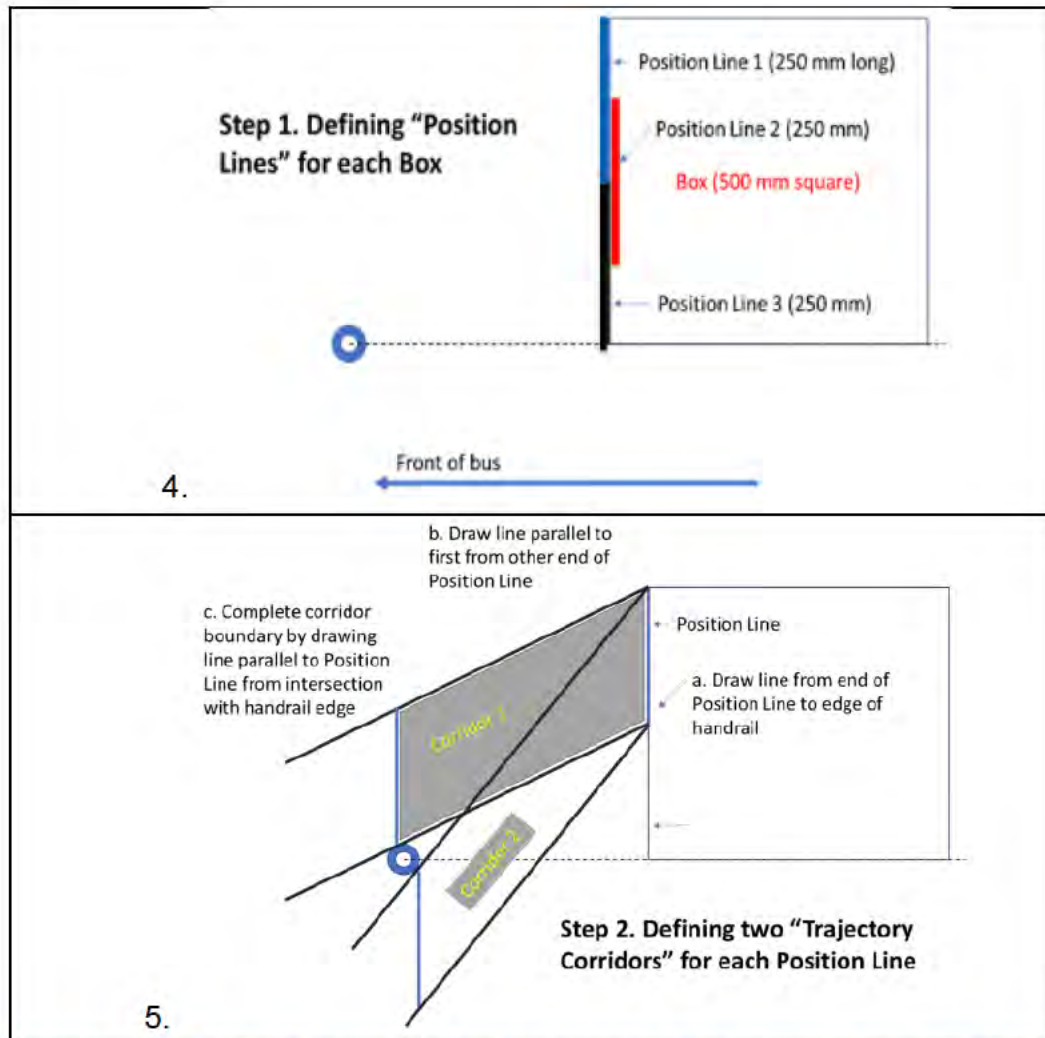 Position Line 1 (250 mm long)
Step 1. Defining “Position
Lines” for each Box
Position Line 2 (250 mm)
Box (500 mm square)
Position Line 3 (250 mm)
Front of bus
4.
b. Draw line parallel to
first from other end of
Position Line
c. Complete corridor
boundary by drawing
line parallel to Position
Line from intersection
with handrail edge
Position Line
a. Draw line from end of
Position Line to edge of
handrail
Corridor 1
Corridor 2
Step 2. Defining two “Trajectory
Corridors” for each Position Line
5.